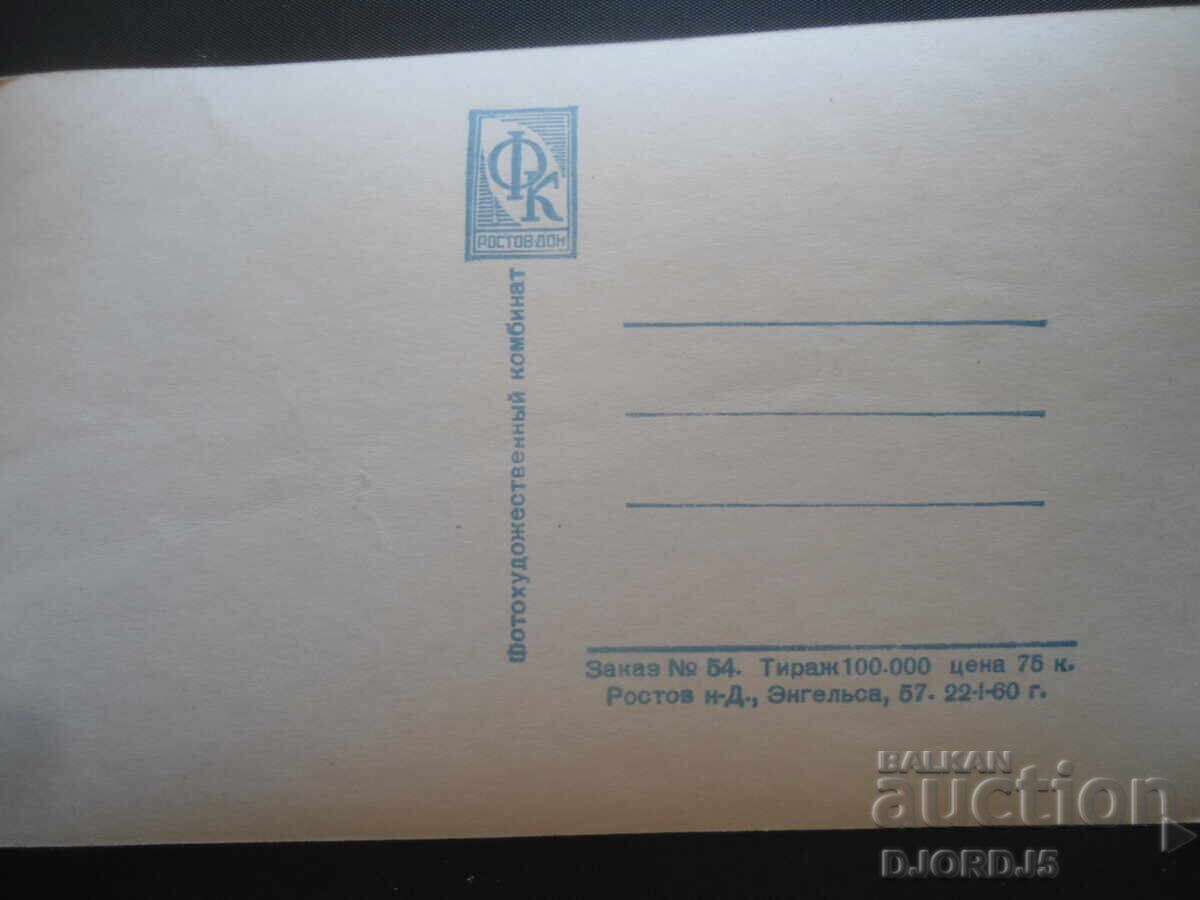 ФК
РОСТОВ-ДОН
Фотохудожественный комбинат
Заказ № 54. Тираж 100.000 цена 75 к.
Ростов н-Д., Энгельса, 57. 22-I-60 г.
BALKAN
auction
DJORDJ5